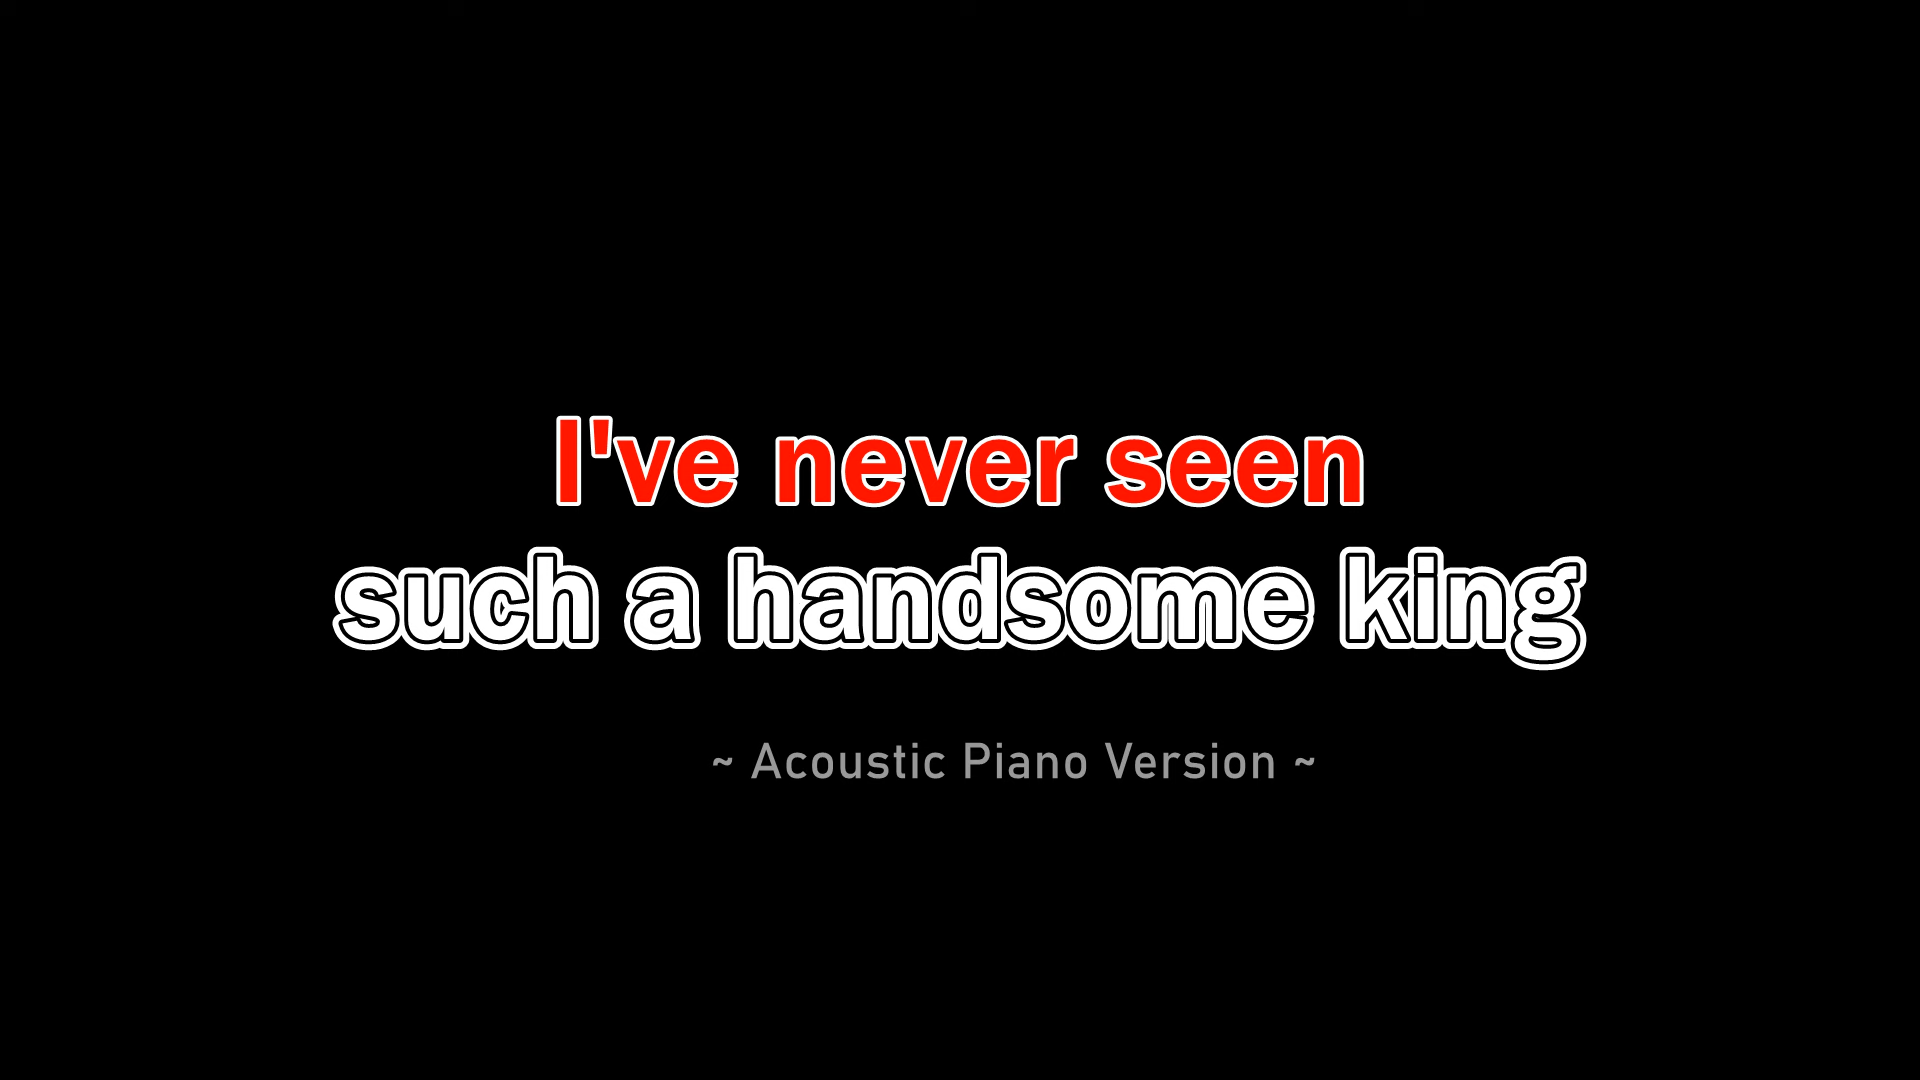 I've never seen
such a handsome king
~ Acoustic Piano Version ~